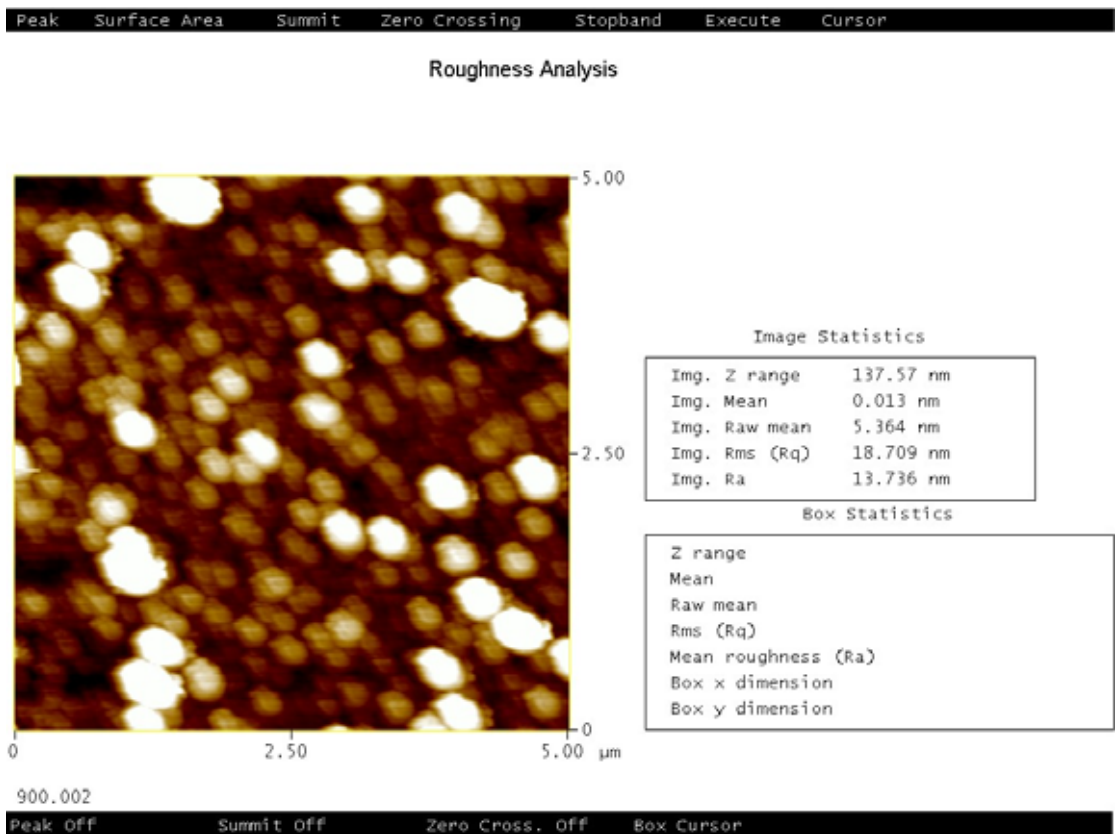 Peak Surface Area Summit Zero Crossing Stopband Execute Cursor
Roughness Analysis
5.00
2.50
0
0 2.50 5.00 µm
Image Statistics
Img. Z range 137.57 nm
Img. Mean 0.013 nm
Img. Raw mean 5.364 nm
Img. Rms (Rq) 18.709 nm
Img. Ra 13.736 nm
Box Statistics
Z range
Mean
Raw mean
Rms (Rq)
Mean roughness (Ra)
Box x dimension
Box y dimension
900.002
Peak Off Summit Off Zero Cross. Off Box Cursor